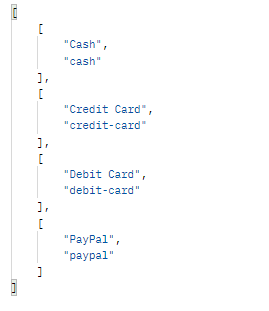 [
[
"Cash",
"cash"
],
[
"Credit Card",
"credit-card"
],
[
"Debit Card",
"debit-card"
],
[
"PayPal",
"paypal"
]
]